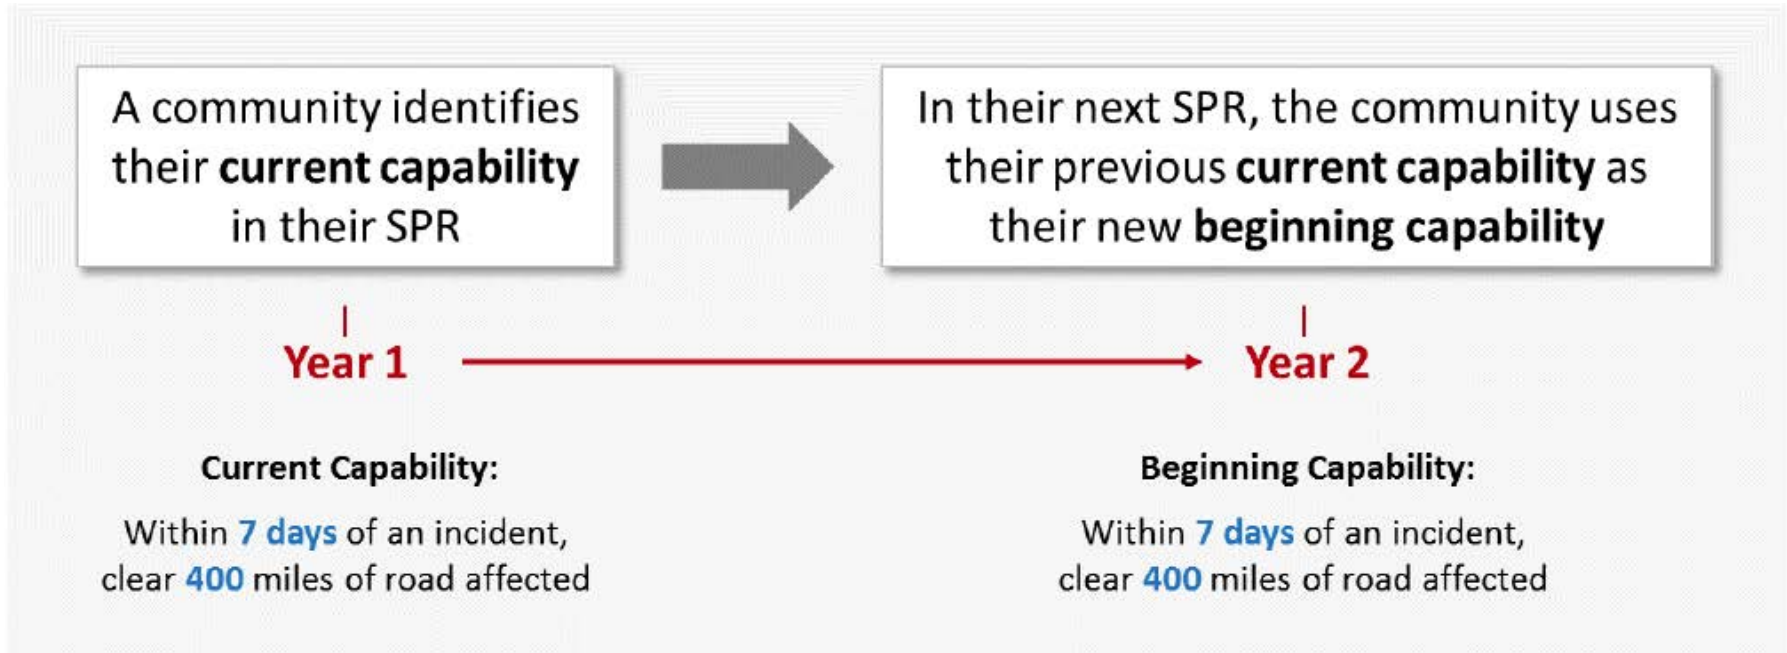 A community identifies
their current capability
in their SPR
In their next SPR, the community uses
their previous current capability as
their new beginning capability
Year 1
Year 2
Current Capability:
Within 7 days of an incident,
clear 400 miles of road affected
Beginning Capability:
Within 7 days of an incident,
clear 400 miles of road affected